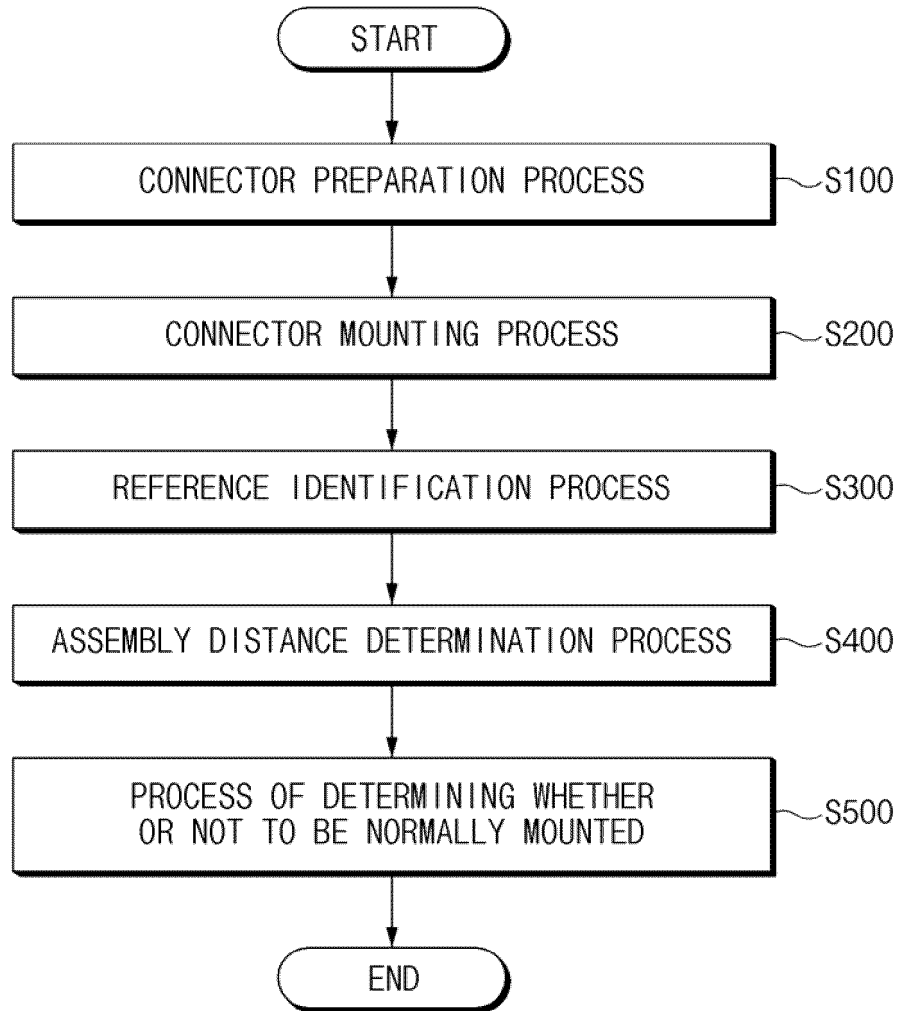 START
CONNECTOR PREPARATION PROCESS
S100
CONNECTOR MOUNTING PROCESS
S200
REFERENCE IDENTIFICATION PROCESS
S300
ASSEMBLY DISTANCE DETERMINATION PROCESS
S400
PROCESS OF DETERMINING WHETHER
OR NOT TO BE NORMALLY MOUNTED
S500
END